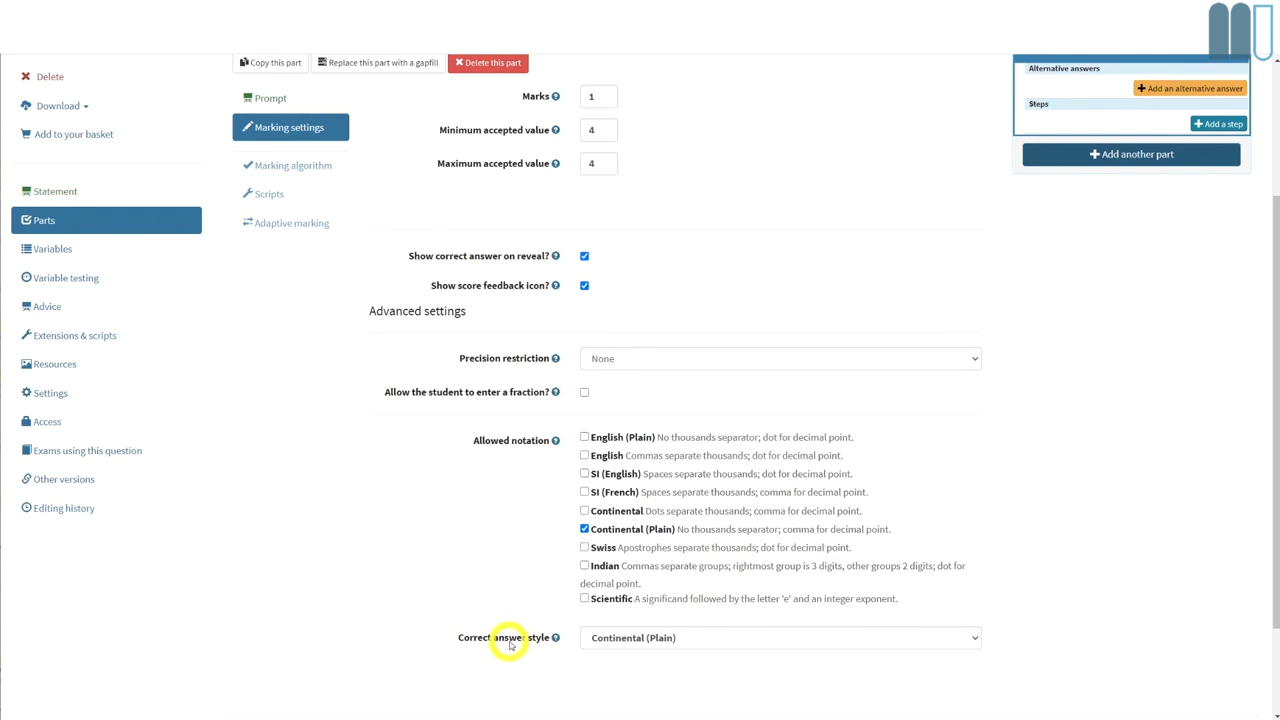 Delete
Download
Add to your basket
Statement
Parts
Variables
Variable testing
Advice
Extensions & scripts
Resources
Settings
Access
Exams using this question
Other versions
Editing history
Copy this part
Replace this part with a gapfill
Delete this part
Prompt
Marking settings
Marking algorithm
Scripts
Adaptive marking
Marks ? 1
Minimum accepted value ? 4
Maximum accepted value ? 4
Show correct answer on reveal? ?
Show score feedback icon? ?
Advanced settings
Precision restriction ? None
Allow the student to enter a fraction? ?
Allowed notation ?
English (Plain) No thousands separator; dot for decimal point.
English Commas separate thousands; dot for decimal point.
SI (English) Spaces separate thousands; dot for decimal point.
SI (French) Spaces separate thousands; comma for decimal point.
Continental Dots separate thousands; comma for decimal point.
Continental (Plain) No thousands separator; comma for decimal point.
Swiss Apostrophes separate thousands; dot for decimal point.
Indian Commas separate groups; rightmost group is 3 digits, other groups 2 digits; dot for
decimal point.
Scientific A significand followed by the letter 'e' and an integer exponent.
Correct answer style ? Continental (Plain)
Alternative answers
+ Add an alternative answer
Steps
+ Add a step
+ Add another part